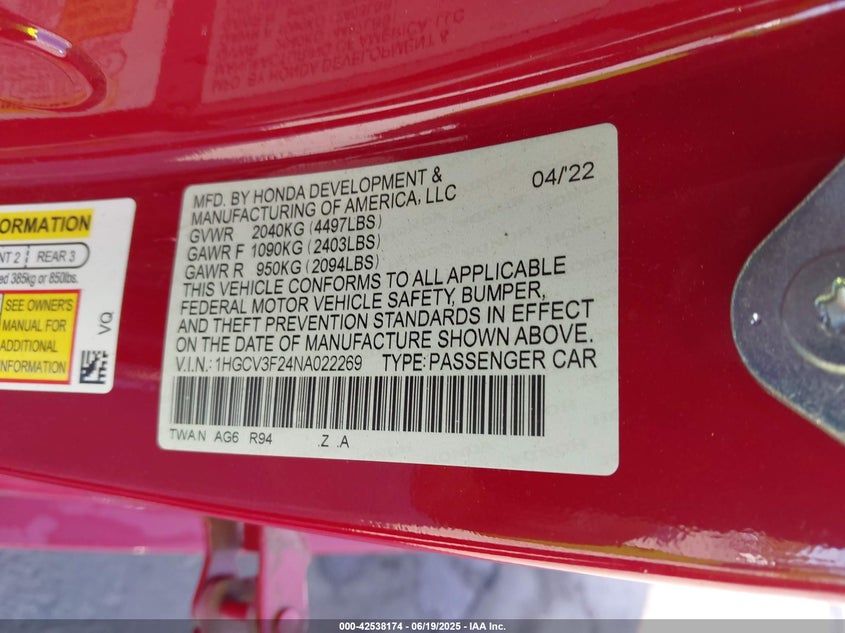 MFD. BY HONDA DEVELOPMENT & 04/'22
MANUFACTURING OF AMERICA, LLC
GVWR 2040KG (4497LBS)
GAWR F 1090KG (2403LBS)
GAWR R 950KG (2094LBS)
THIS VEHICLE CONFORMS TO ALL APPLICABLE
FEDERAL MOTOR VEHICLE SAFETY, BUMPER,
AND THEFT PREVENTION STANDARDS IN EFFECT
ON THE DATE OF MANUFACTURE SHOWN ABOVE.
V.I.N.: 1HGCV3F24NA022269 TYPE: PASSENGER CAR
TWAN AG6 R94 .Z .A
ORMATION
NT 2 REAR 3
ed 385kg or 850lbs.
SEE OWNER'S
MANUAL FOR
ADDITIONAL
INFORMATION
VQ
000-42538174 | 06/19/2025 - IAA Inc.